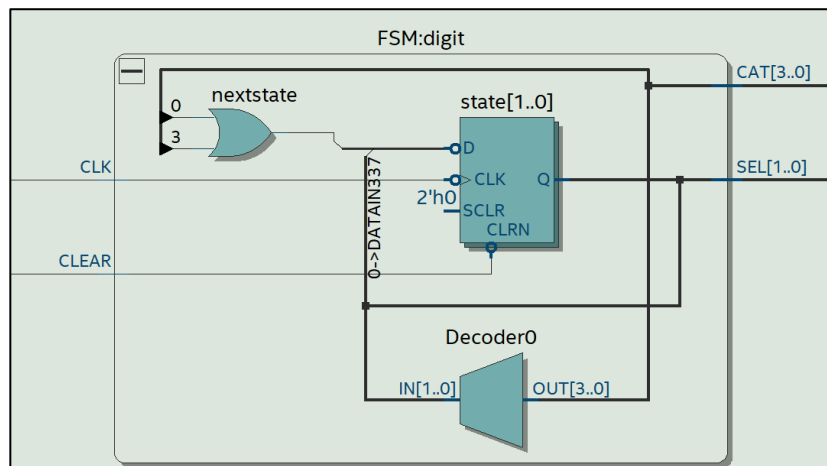 FSM:digit
CAT[3..0]
nextstate
state[1..0]
0
3
D
CLK
CLK
Q
SEL[1..0]
2'h0
SCLR
CLRN
0->DATAIN337
CLEAR
Decoder0
IN[1..0]
OUT[3..0]